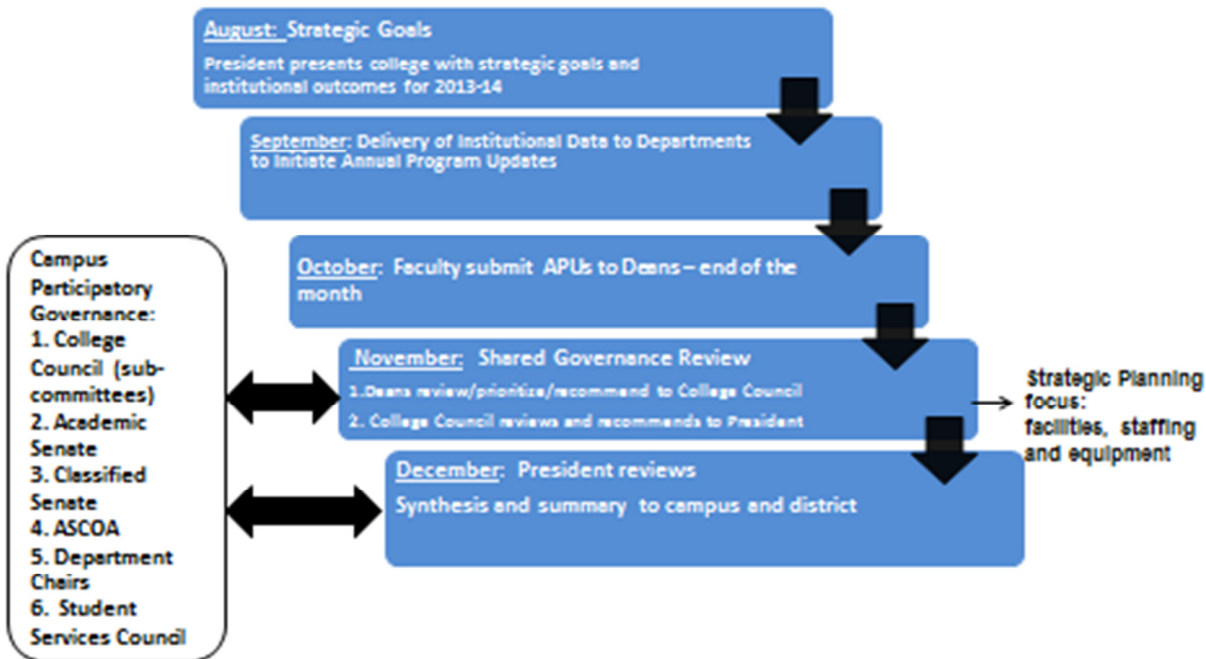 August: Strategic Goals
President presents college with strategic goals and
institutional outcomes for 2013-14
September: Delivery of Institutional Data to Departments
to Initiate Annual Program Updates
October: Faculty submit APUs to Deans – end of the
month
November: Shared Governance Review
1.Deans review/prioritize/recommend to College Council
2. College Council reviews and recommends to President
December: President reviews
Synthesis and summary to campus and district
Campus
Participatory
Governance:
1. College
Council (sub-
committees)
2. Academic
Senate
3. Classified
Senate
4. ASCOA
5. Department
Chairs
6. Student
Services Council
Strategic Planning
focus:
facilities, staffing
and equipment